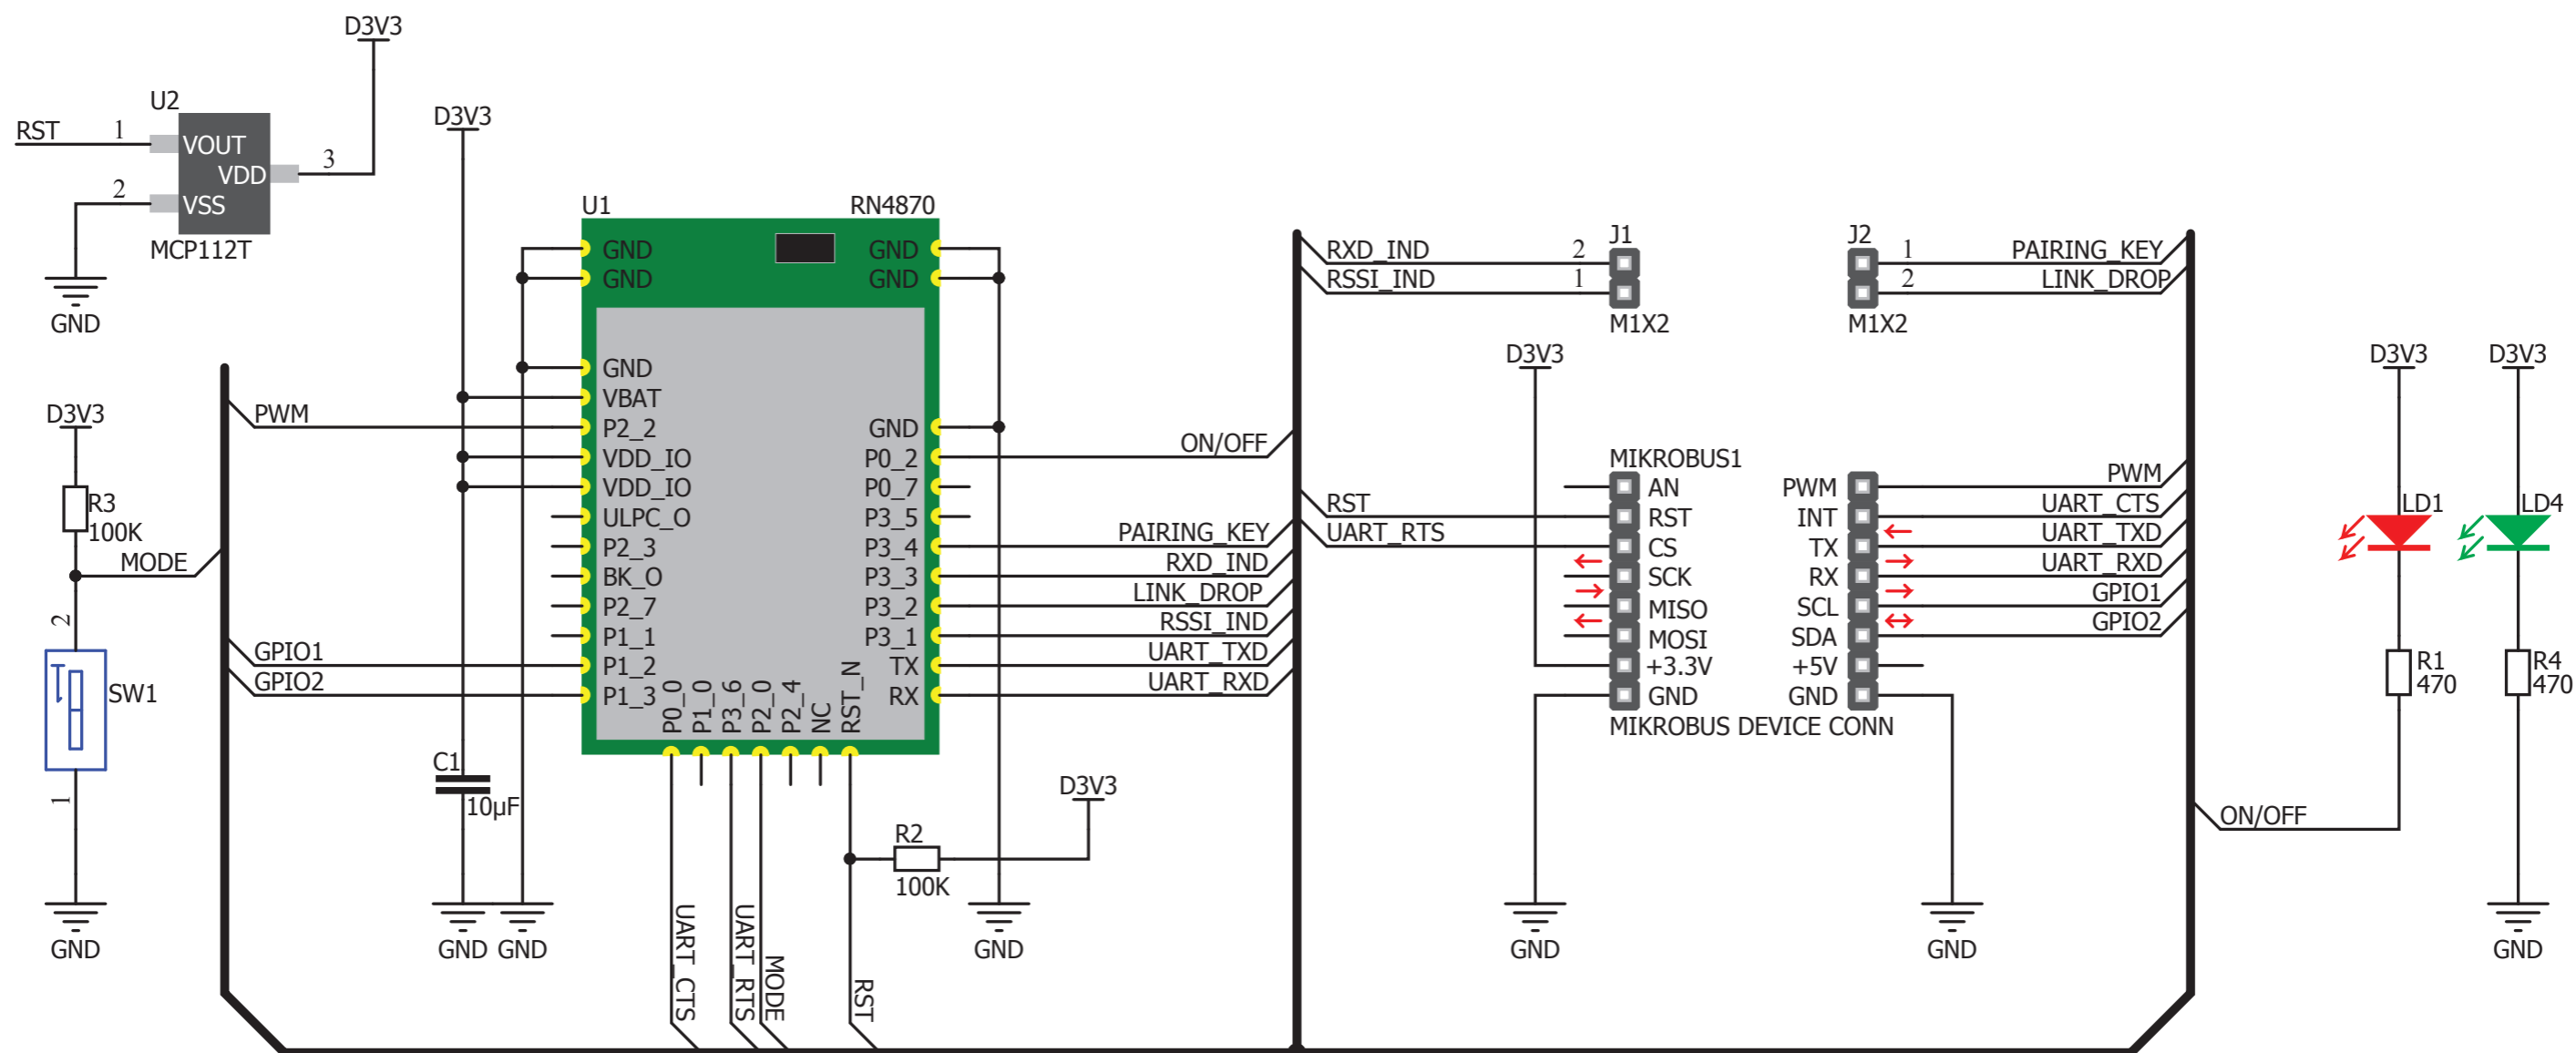 D3V3
U2
RST 1 VOUT
VDD 3
2 VSS
MCP112T
GND
D3V3
U1 RN4870
GND GND
GND GND
GND
VBAT
PWM P2_2 GND
VDD_IO P0_2 ON/OFF
VDD_IO P0_7
ULPC_O P3_5
P2_3 P3_4 PAIRING_KEY
BK_O P3_3 RXD_IND
P2_7 P3_2 LINK_DROP
P1_1 P3_1 RSSI_IND
GPIO1 P1_2 TX UART_TXD
GPIO2 P1_3 RX UART_RXD
P0_0
P1_0
P3_6
P2_0
P2_4
NC
RST_N
D3V3
R3
100K
MODE
2
SW1
1
GND
C1
10µF
GND GND
UART_CTS
UART_RTS
MODE
RST
R2
100K
D3V3
GND
RXD_IND 2 J1
RSSI_IND 1
M1X2
J2 1 PAIRING_KEY
2 LINK_DROP
M1X2
D3V3
MIKROBUS1
AN PWM PWM
RST RST INT UART_CTS
UART_RTS CS TX UART_TXD
SCK RX UART_RXD
MISO SCL GPIO1
MOSI SDA GPIO2
+3.3V +5V
GND GND
MIKROBUS DEVICE CONN
GND GND
D3V3 D3V3
LD1 LD4
R1 R4
470 470
ON/OFF
GND